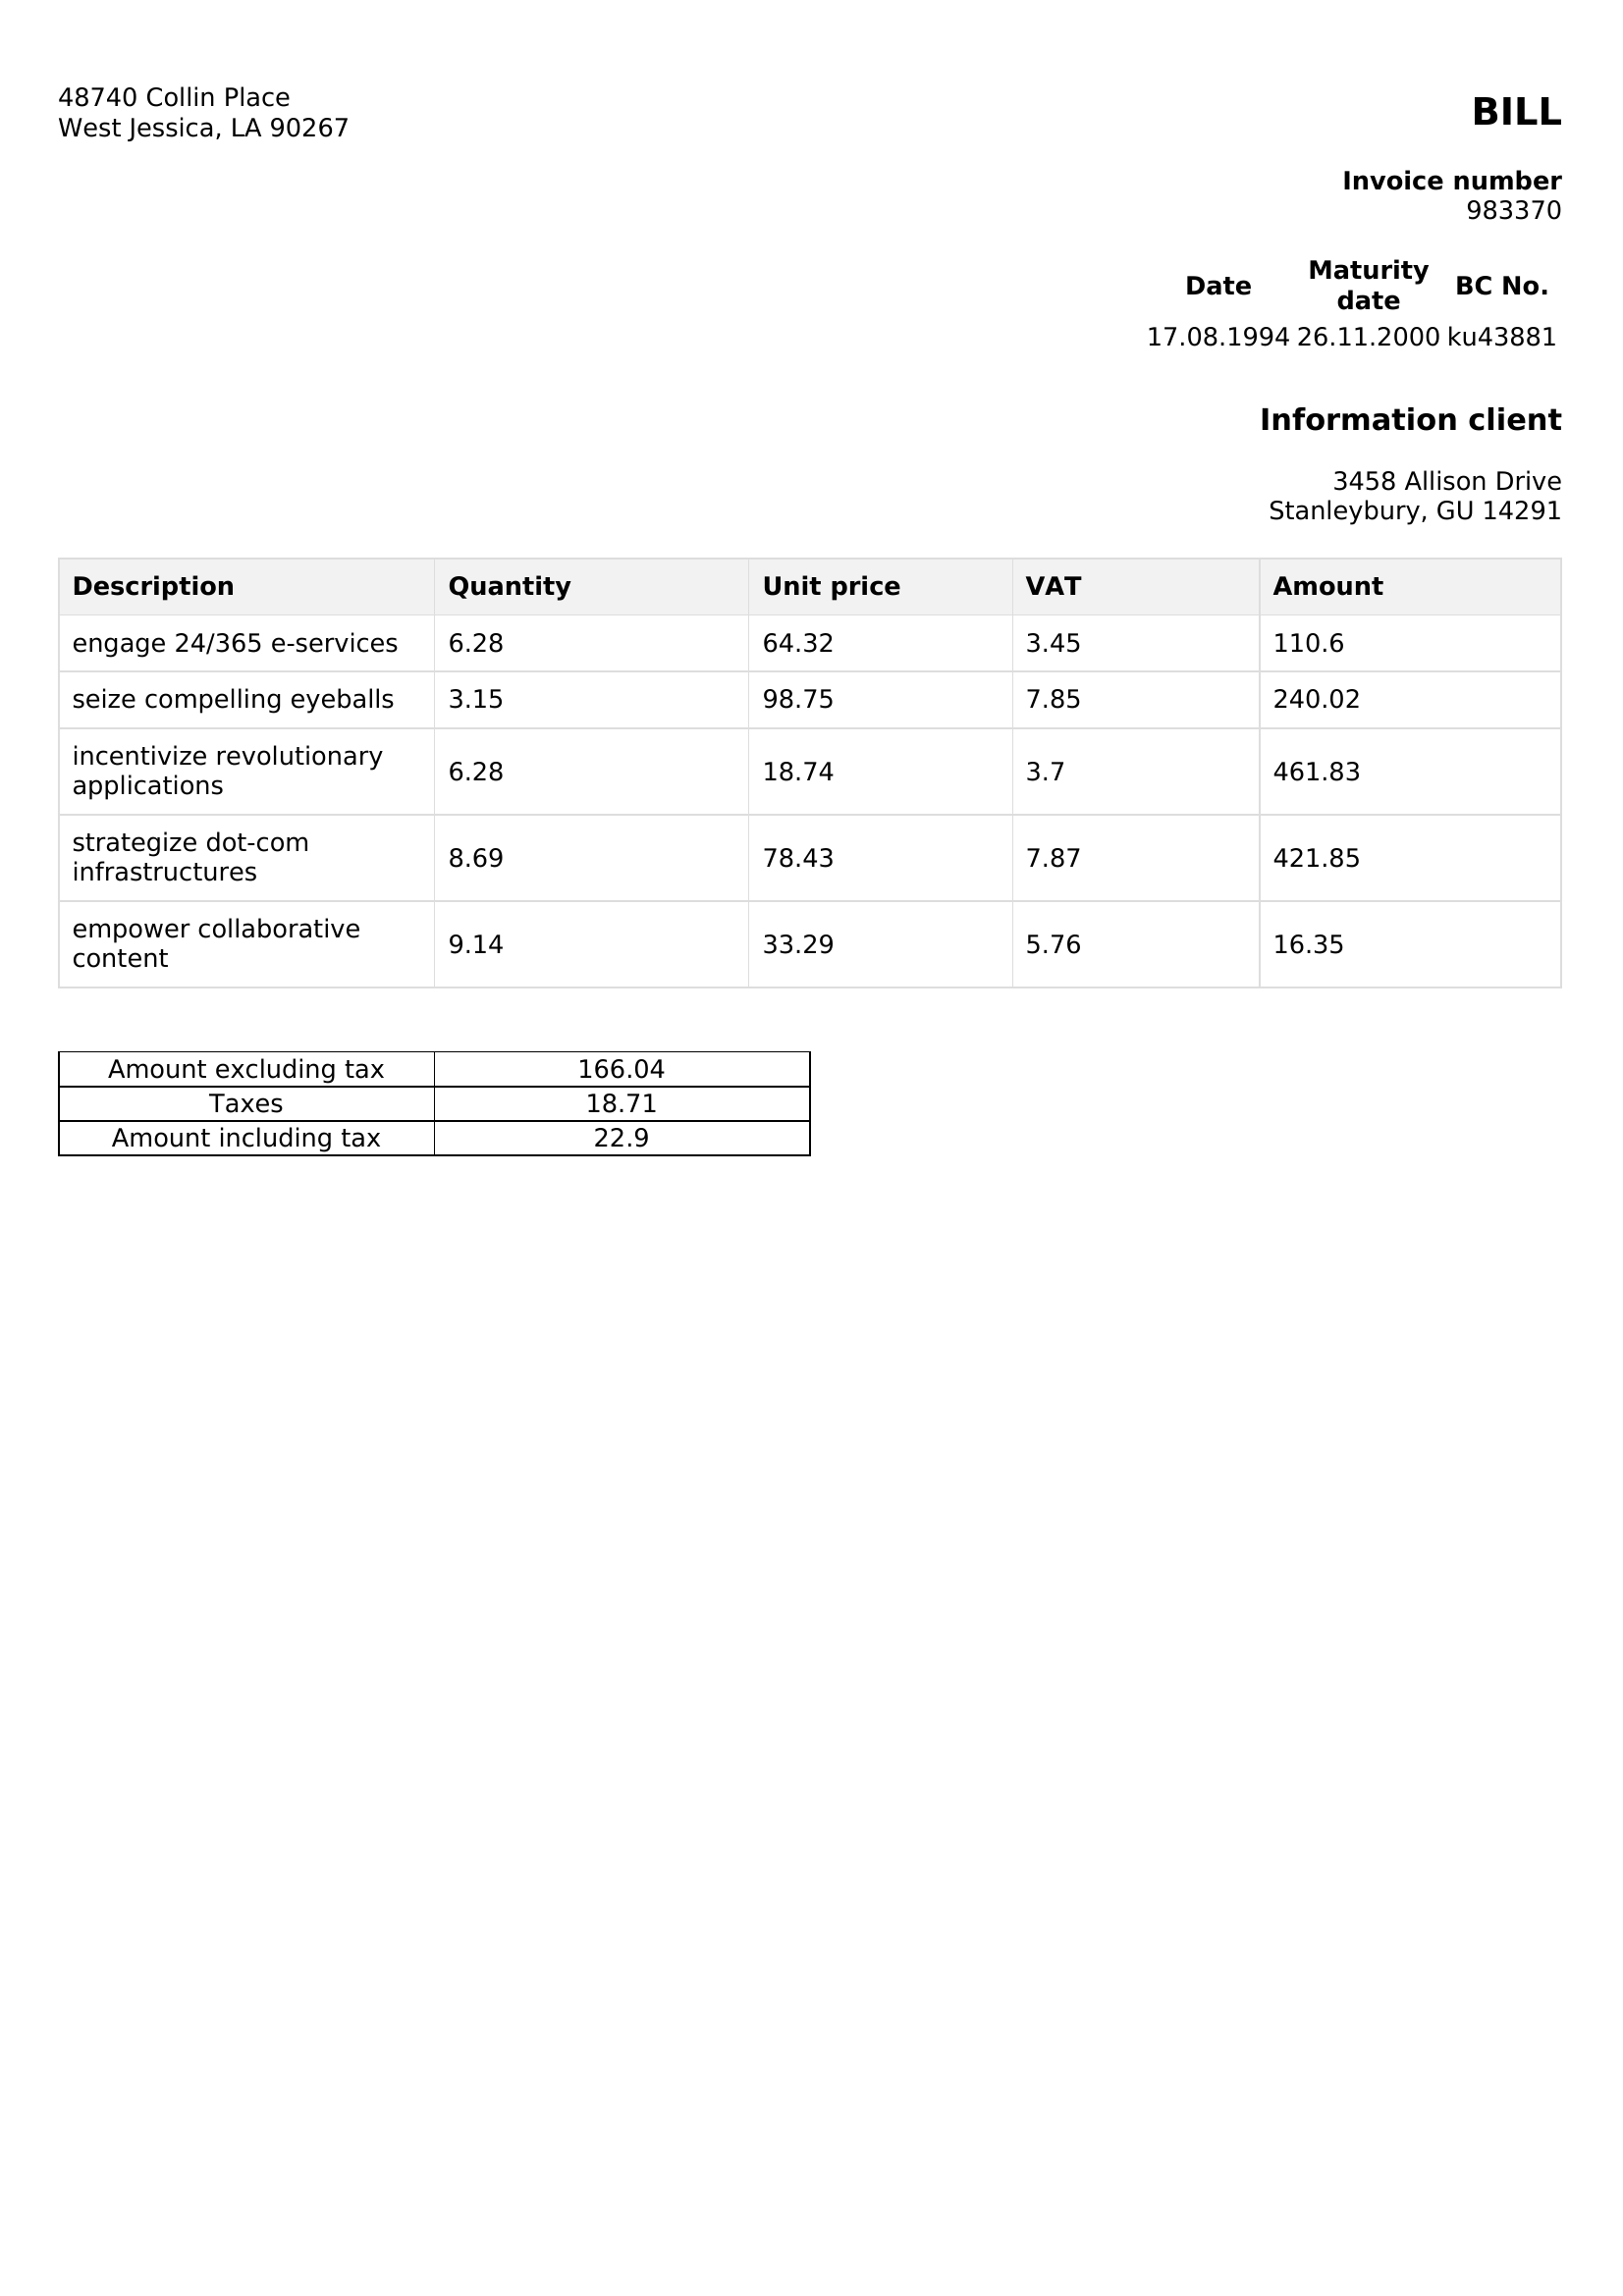 48740 Collin Place
West Jessica, LA 90267
BILL
Invoice number
983370
Date Maturity date BC No.
17.08.1994 26.11.2000 ku43881
Information client
3458 Allison Drive
Stanleybury, GU 14291
Description Quantity Unit price VAT Amount
engage 24/365 e-services 6.28 64.32 3.45 110.6
seize compelling eyeballs 3.15 98.75 7.85 240.02
incentivize revolutionary
applications 6.28 18.74 3.7 461.83
strategize dot-com
infrastructures 8.69 78.43 7.87 421.85
empower collaborative
content 9.14 33.29 5.76 16.35
Amount excluding tax 166.04
Taxes 18.71
Amount including tax 22.9